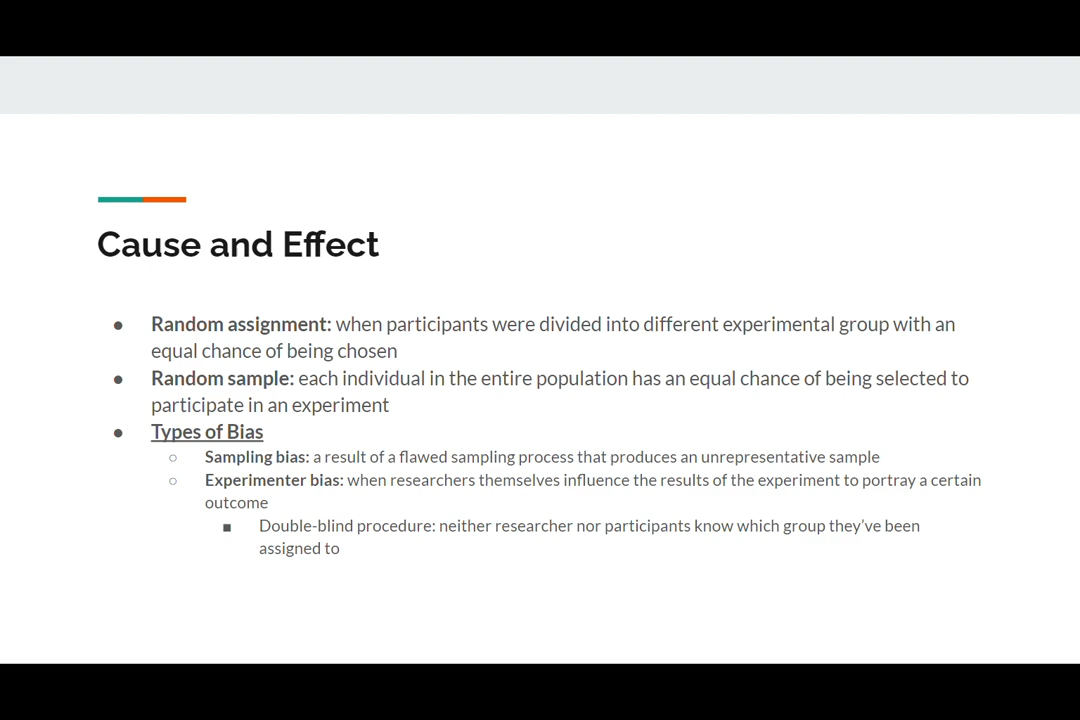 Cause and Effect
● Random assignment: when participants were divided into different experimental group with an
equal chance of being chosen
● Random sample: each individual in the entire population has an equal chance of being selected to
participate in an experiment
● Types of Bias
○ Sampling bias: a result of a flawed sampling process that produces an unrepresentative sample
○ Experimenter bias: when researchers themselves influence the results of the experiment to portray a certain
outcome
■ Double-blind procedure: neither researcher nor participants know which group they’ve been
assigned to